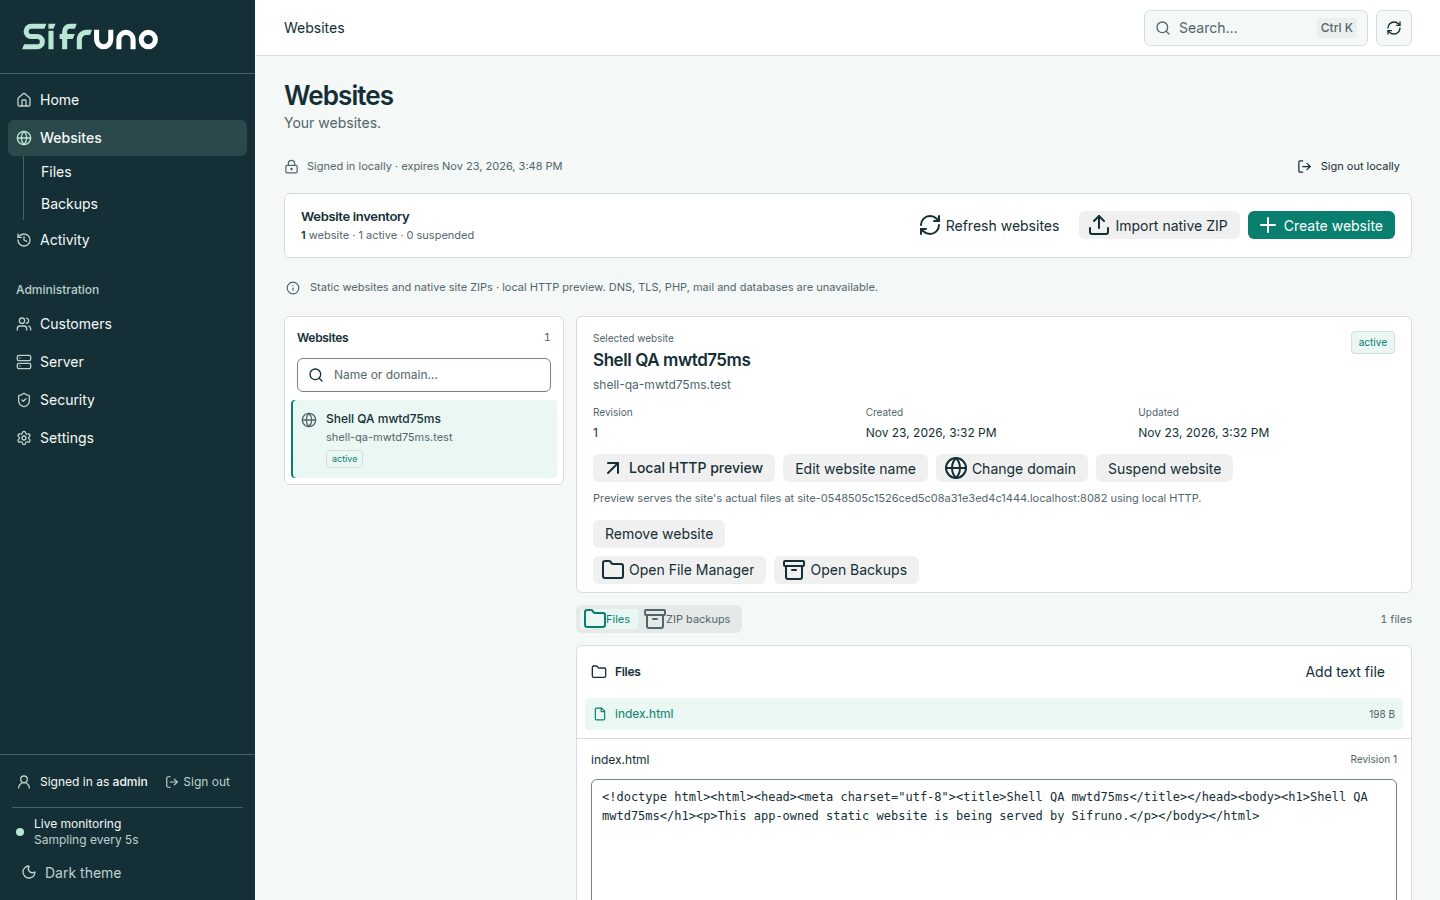 Sifruno
Home
Websites
Files
Backups
Activity
Administration
Customers
Server
Security
Settings
Signed in as admin
Sign out
Live monitoring
Sampling every 5s
Dark theme
Websites
Search...
Ctrl K
Websites
Your websites.
Signed in locally · expires Nov 23, 2026, 3:48 PM
Sign out locally
Website inventory
1 website · 1 active · 0 suspended
Refresh websites
Import native ZIP
Create website
Static websites and native site ZIPs · local HTTP preview. DNS, TLS, PHP, mail and databases are unavailable.
Websites
1
Name or domain...
Shell QA mwtd75ms
shell-qa-mwtd75ms.test
active
Selected website
Shell QA mwtd75ms
shell-qa-mwtd75ms.test
active
Revision
1
Created
Nov 23, 2026, 3:32 PM
Updated
Nov 23, 2026, 3:32 PM
Local HTTP preview
Edit website name
Change domain
Suspend website
Preview serves the site's actual files at site-0548505c1526ced5c08a31e3ed4c1444.localhost:8082 using local HTTP.
Remove website
Open File Manager
Open Backups
Files
ZIP backups
1 files
Files
Add text file
index.html
198 B
index.html
Revision 1
<!doctype html><html><head><meta charset="utf-8"><title>Shell QA mwtd75ms</title></head><body><h1>Shell QA
mwtd75ms</h1><p>This app-owned static website is being served by Sifruno.</p></body></html>